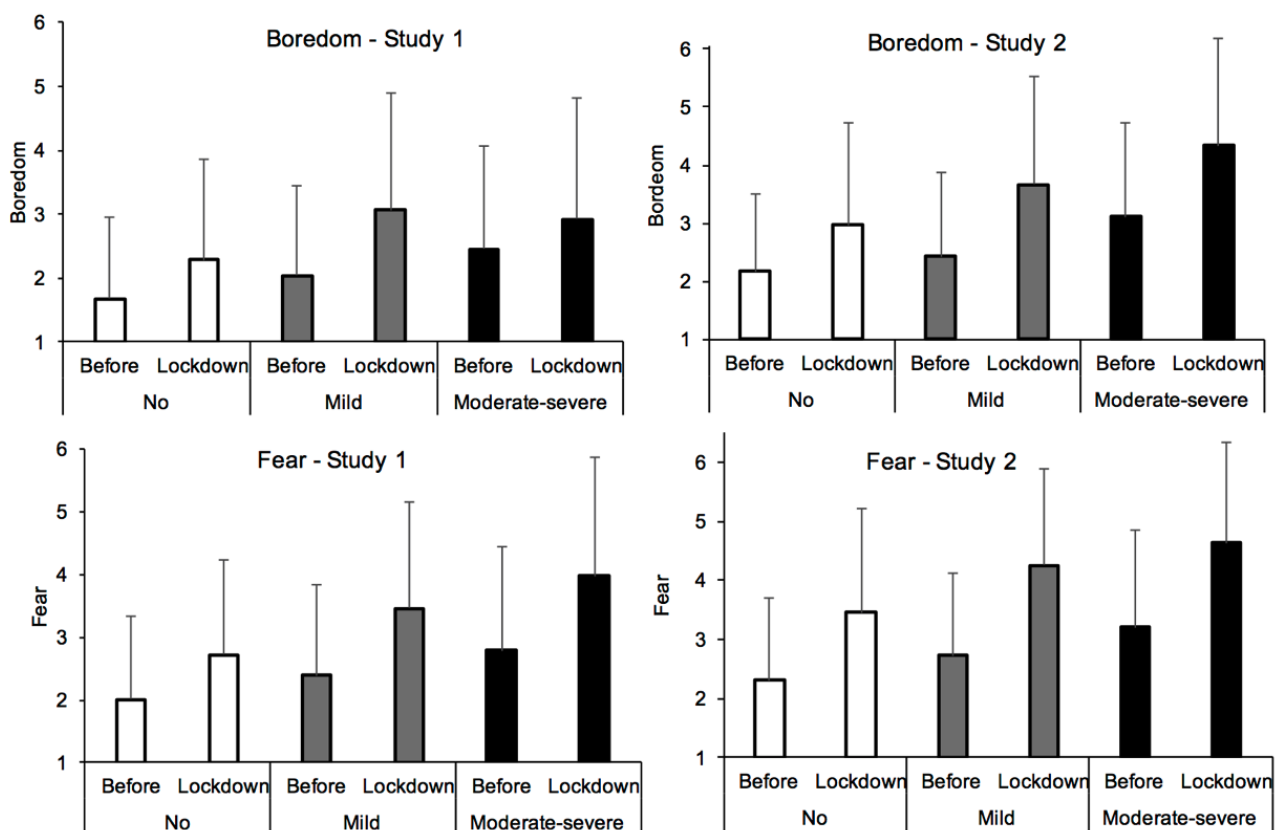 Boredom - Study 1
6
5
4
3
2
1
Boredom
Before Lockdown Before Lockdown Before Lockdown
No Mild Moderate-severe
Boredom - Study 2
6
5
4
3
2
1
Bordeom
Before Lockdown Before Lockdown Before Lockdown
No Mild Moderate-severe
Fear - Study 1
6
5
4
3
2
1
Fear
Before Lockdown Before Lockdown Before Lockdown
No Mild Moderate-severe
Fear - Study 2
6
5
4
3
2
1
Fear
Before Lockdown Before Lockdown Before Lockdown
No Mild Moderate-severe